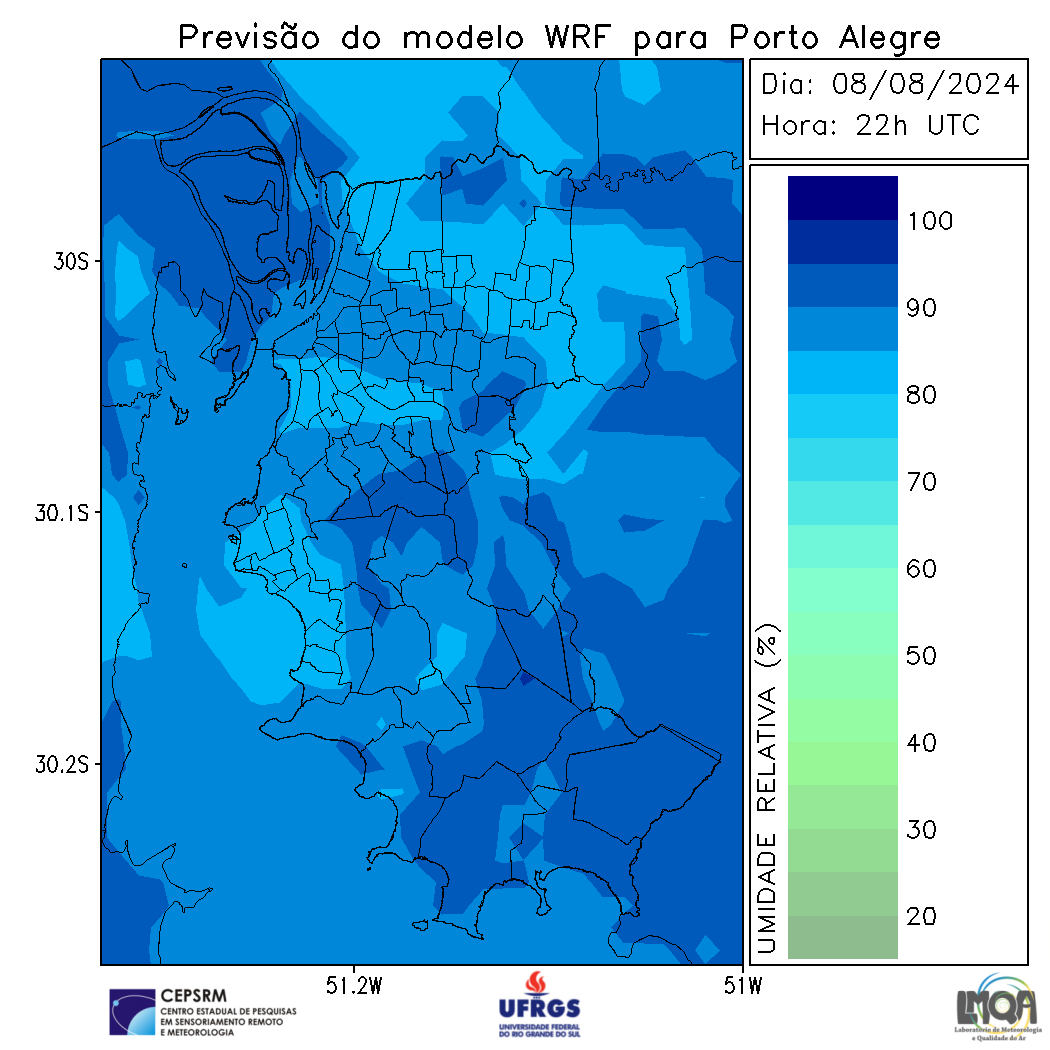 Previsão do modelo WRF para Porto Alegre
Dia: 08/08/2024
Hora: 22h UTC
30S
30.1S
30.2S
51.2W
51W
UMIDADE RELATIVA (%)
100
90
80
70
60
50
40
30
20
CEPSRM
CENTRO ESTADUAL DE PESQUISAS
EM SENSORIAMENTO REMOTO
E METEOROLOGIA
UFRGS
UNIVERSIDADE FEDERAL
DO RIO GRANDE DO SUL
LMQA
Laboratório de Meteorologia
e Qualidade do Ar